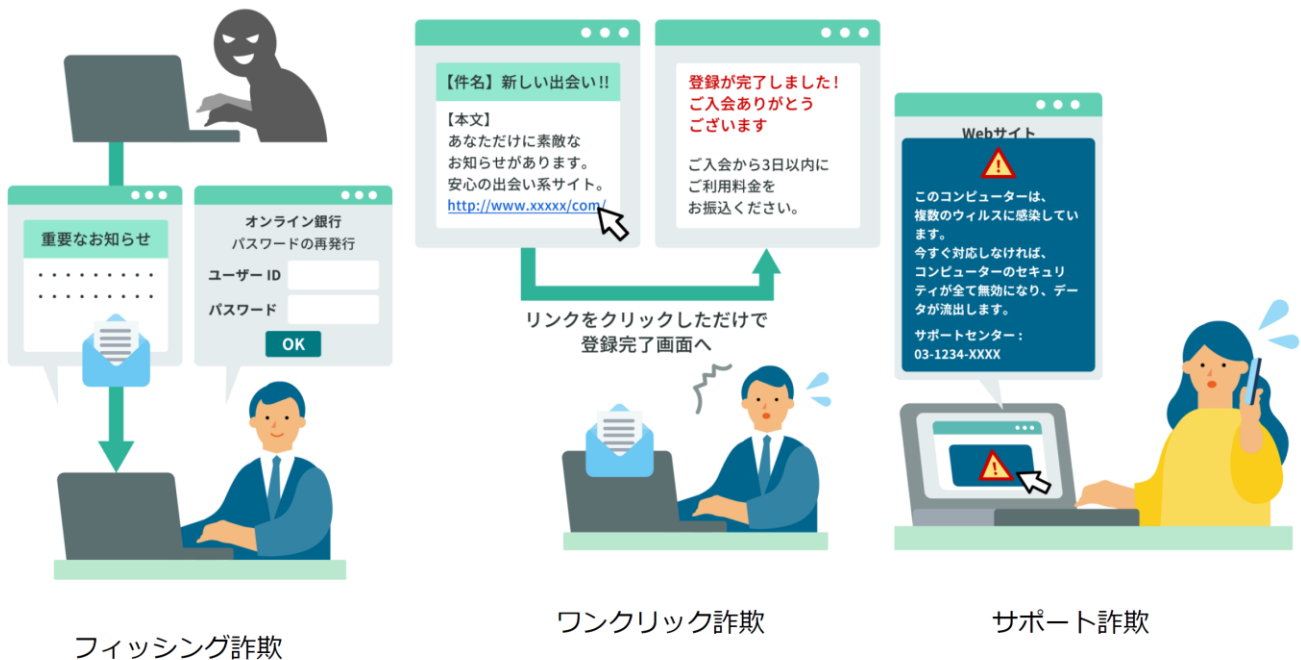 重要なお知らせ
オンライン銀行
パスワードの再発行
ユーザー ID
パスワード
OK
フィッシング詐欺
【件名】新しい出会い!!
【本文】
あなただけに素敵な
お知らせがあります。
安心の出会い系サイト。
http://www.xxxxx/com/
登録が完了しました!
ご入会ありがとう
ございます
ご入会から3日以内に
ご利用料金を
お振込ください。
リンクをクリックしただけで
登録完了画面へ
ワンクリック詐欺
Webサイト
このコンピューターは、
複数のウィルスに感染してい
ます。
今すぐ対応しなければ、
コンピューターのセキュリ
ティが全て無効になり、デー
タが流出します。
サポートセンター :
03-1234-XXXX
サポート詐欺